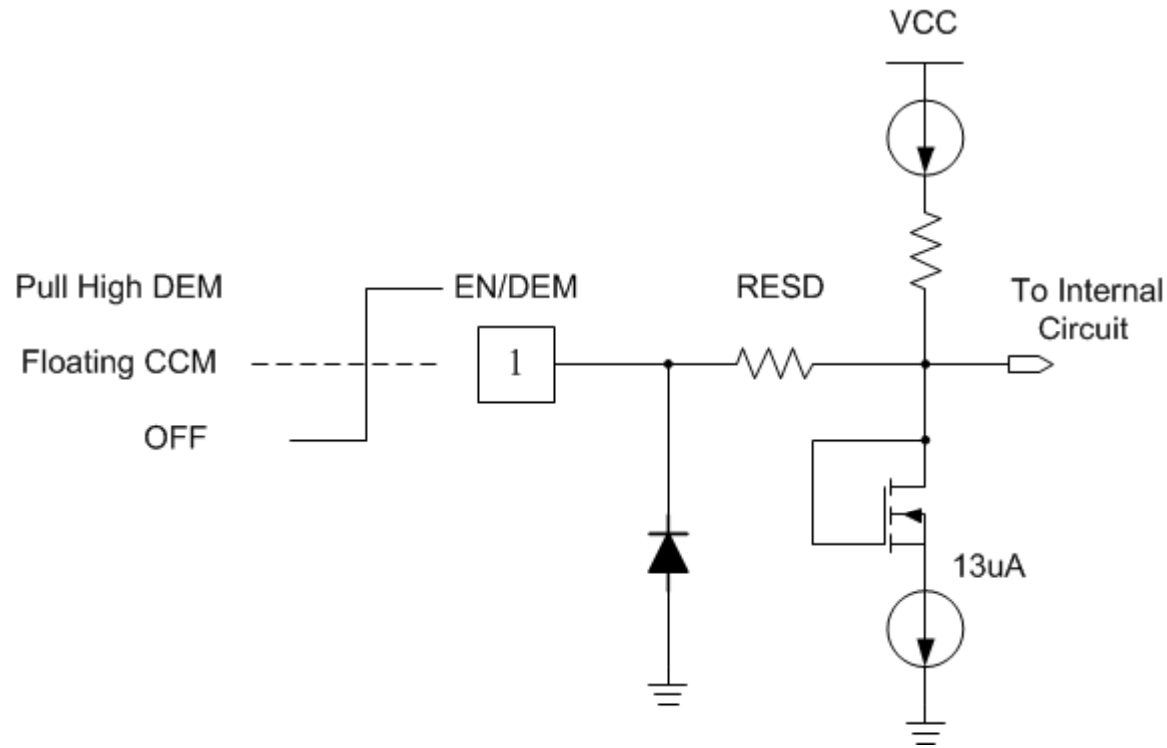 VCC
Pull High DEM
EN/DEM
RESD
To Internal
Circuit
Floating CCM
1
OFF
13uA